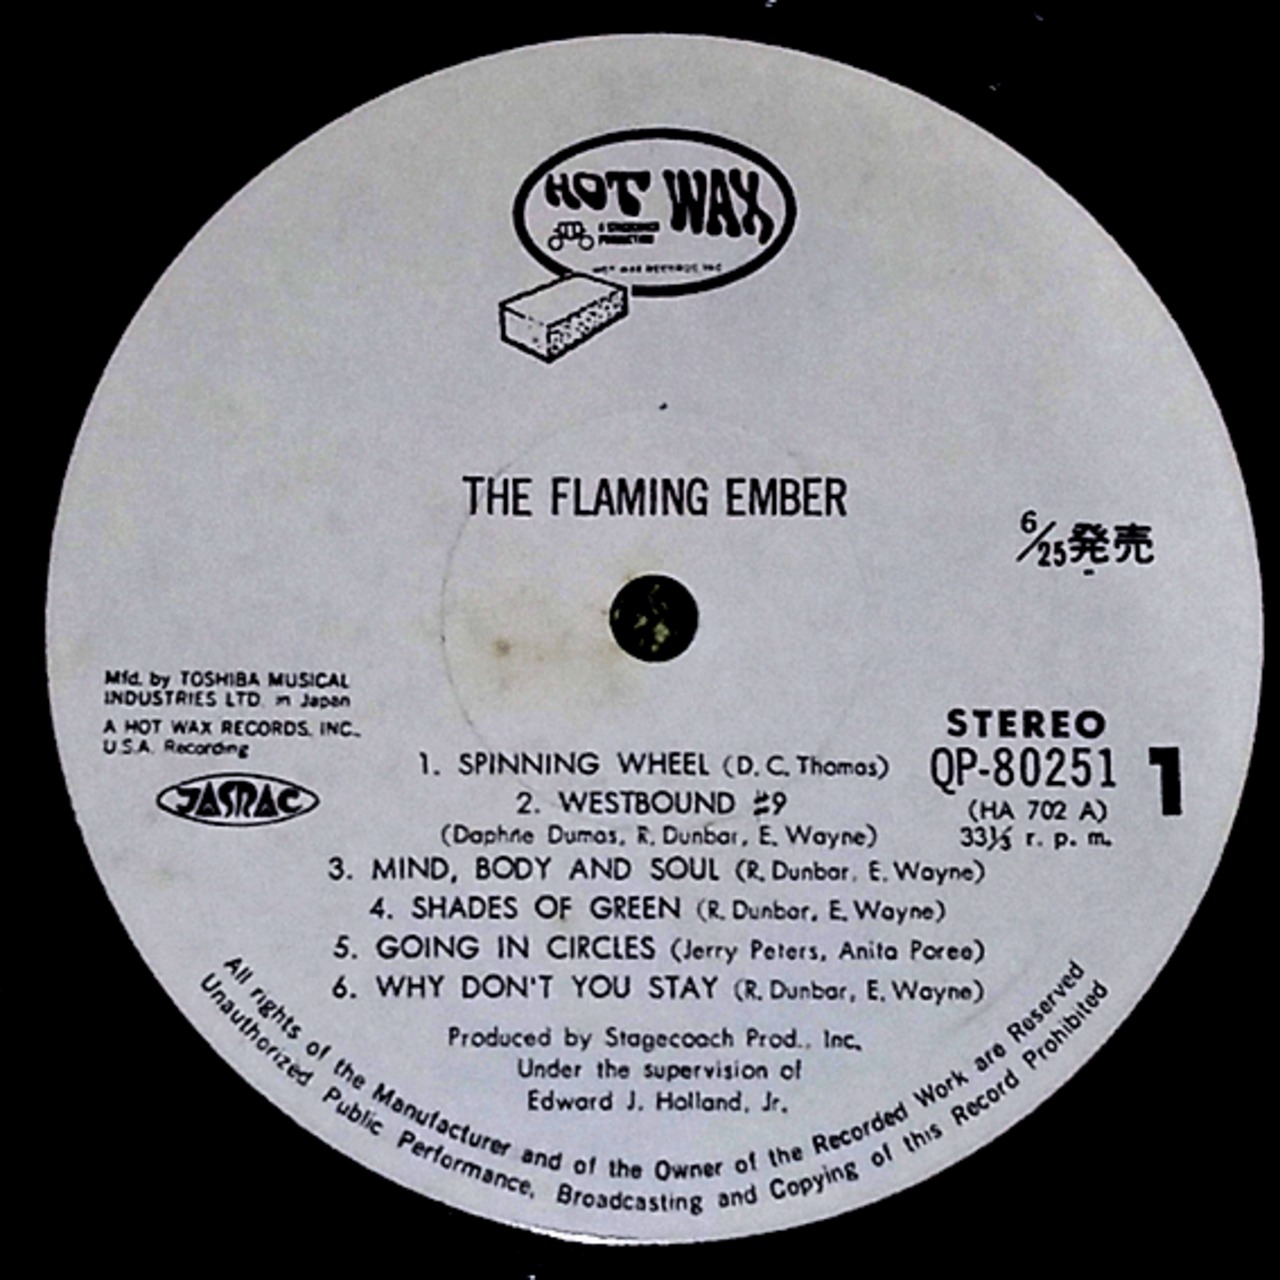 HOT WAX
HOT WAX RECORDS, INC
THE FLAMING EMBER
6/25発売
Mfd. by TOSHIBA MUSICAL
INDUSTRIES LTD. in Japan
A HOT WAX RECORDS, INC.,
U.S.A. Recording
JASRAC
STEREO
QP-80251
1
(HA 702 A)
33⅓ r. p. m.
1. SPINNING WHEEL (D. C. Thomas)
2. WESTBOUND #9
(Daphne Dumas, R. Dunbar, E. Wayne)
3. MIND, BODY AND SOUL (R. Dunbar, E. Wayne)
4. SHADES OF GREEN (R. Dunbar, E. Wayne)
5. GOING IN CIRCLES (Jerry Peters, Anita Poree)
6. WHY DON'T YOU STAY (R. Dunbar, E. Wayne)
Produced by Stagecoach Prod., Inc.
Under the supervision of
Edward J. Holland, Jr.
All rights of the Manufacturer and of the Owner of the Recorded Work are Reserved
Unauthorized Public Performance, Broadcasting and Copying of this Record Prohibited